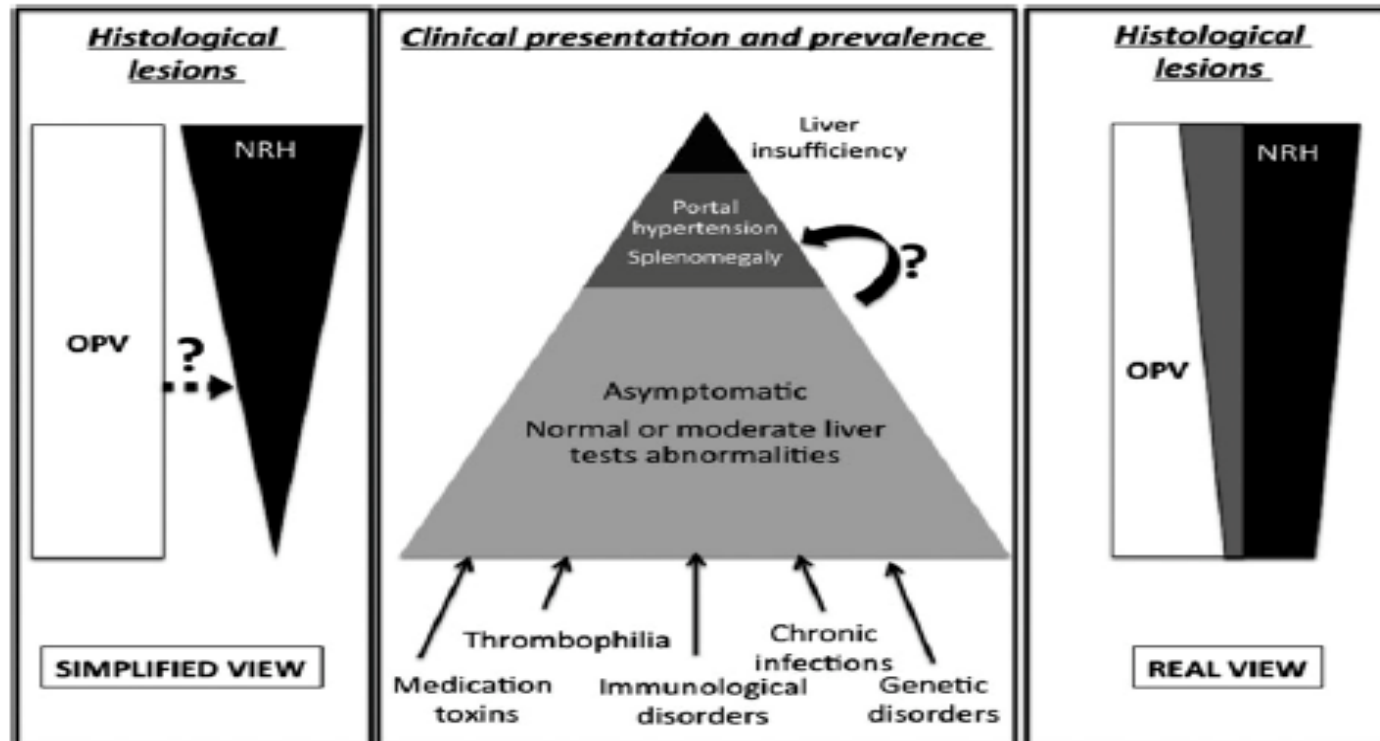 Histological
lesions
NRH
OPV
?
SIMPLIFIED VIEW
Clinical presentation and prevalence
Liver
insufficiency
Portal
hypertension
Splenomegaly
?
Asymptomatic
Normal or moderate liver
tests abnormalities
Thrombophilia
Chronic
infections
Medication
toxins
Immunological
disorders
Genetic
disorders
Histological
lesions
NRH
OPV
REAL VIEW